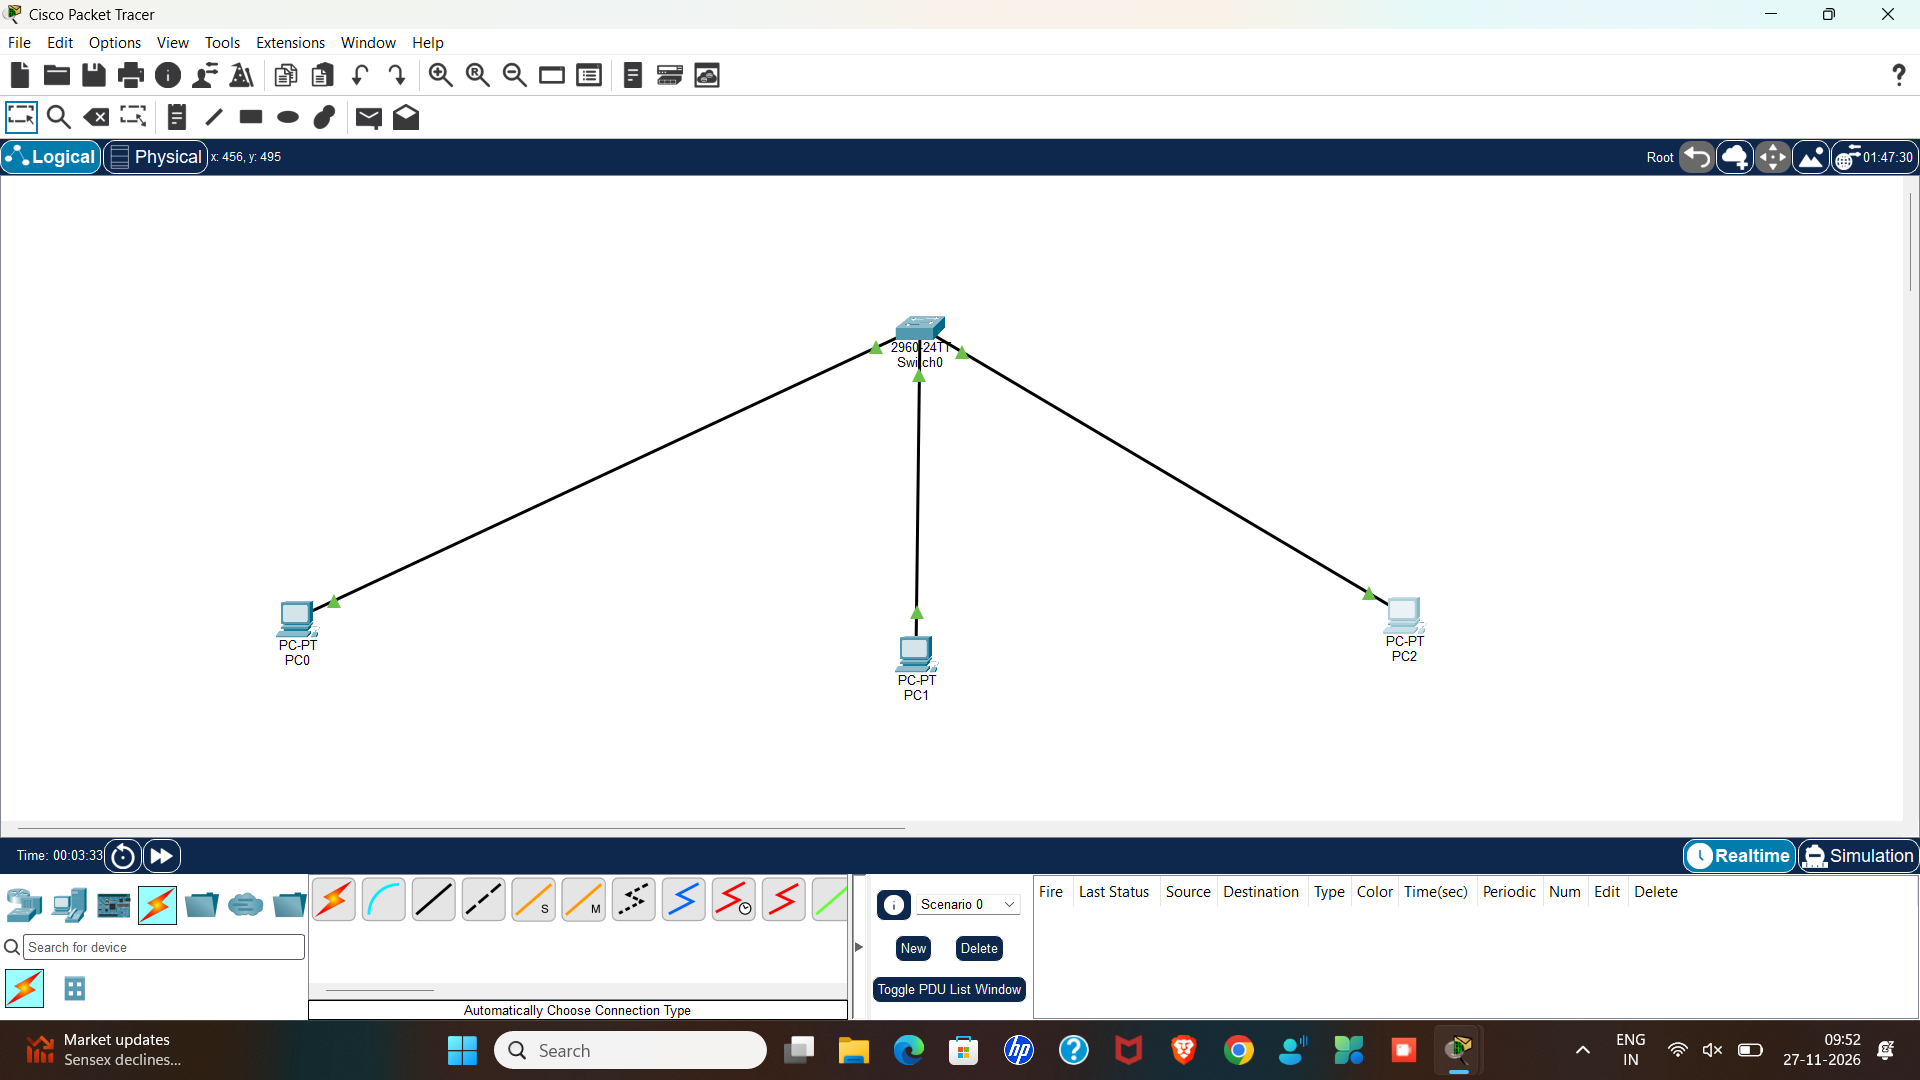 Cisco Packet Tracer
File Edit Options View Tools Extensions Window Help
Logical Physical x: 456, y: 495 Root 01:47:30
2960-24TT
Switch0
PC-PT
PC0
PC-PT
PC1
PC-PT
PC2
Time: 00:03:33 Realtime Simulation
S M
Search for device
Automatically Choose Connection Type
Scenario 0
New Delete
Toggle PDU List Window
Fire Last Status Source Destination Type Color Time(sec) Periodic Num Edit Delete
Market updates
Sensex declines...
Search
hp
ENG
IN
09:52
27-11-2026